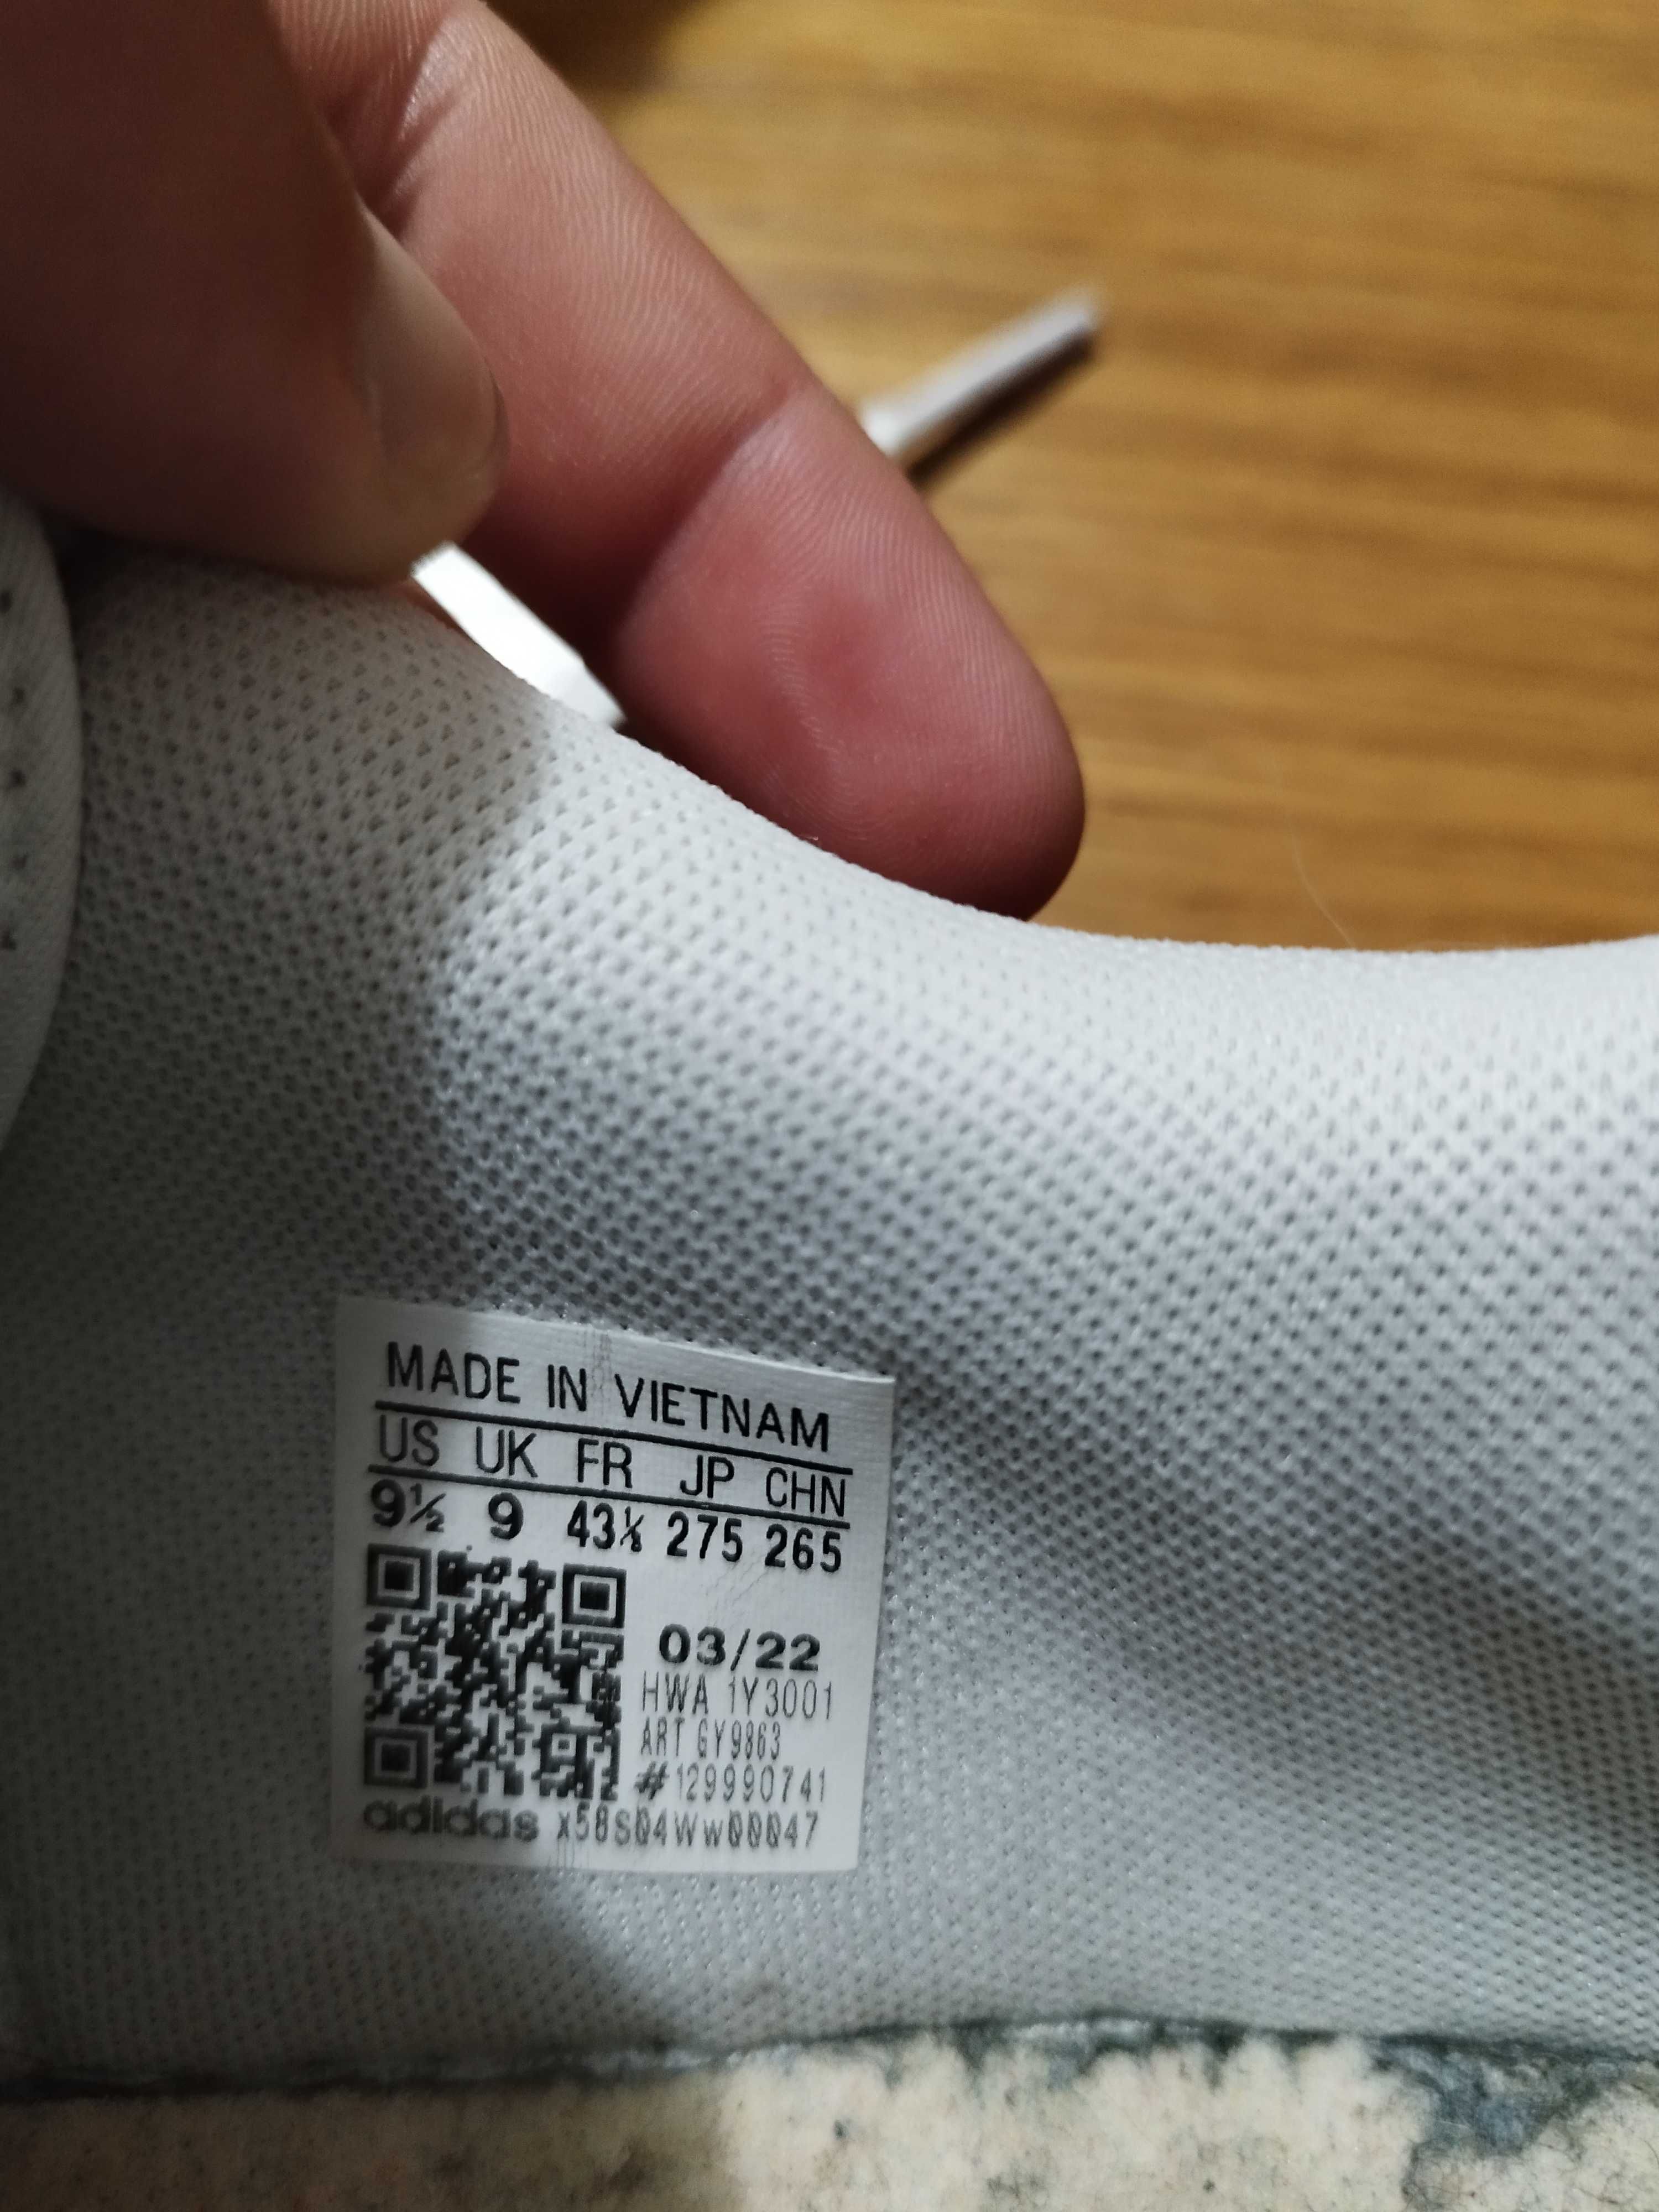 MADE IN VIETNAM
US UK FR JP CHN
9½ 9 43⅓ 275 265
03/22
HWA 1Y3001
ART GY9863
#129990741
adidas x58S04Ww00047